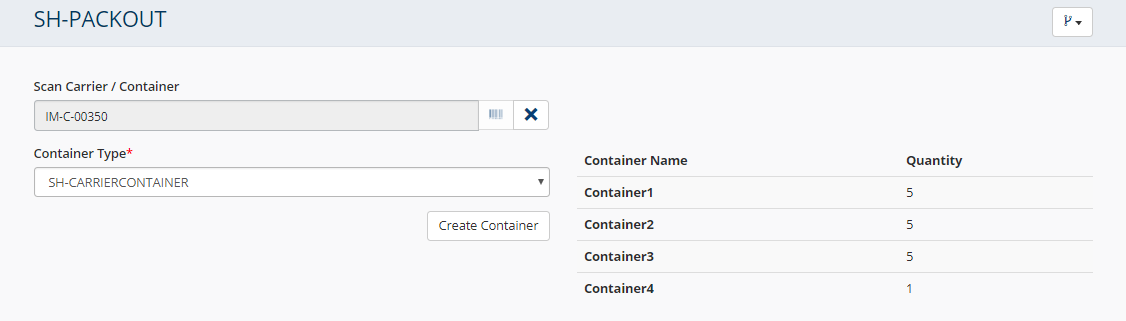 SH-PACKOUT
Scan Carrier / Container
IM-C-00350
Container Type*
SH-CARRIERCONTAINER
Create Container
Container Name Quantity
Container1 5
Container2 5
Container3 5
Container4 1